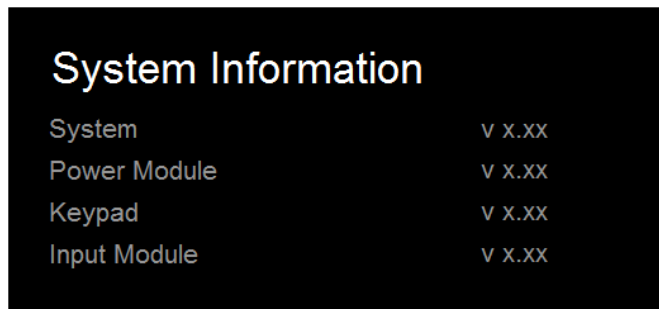 System Information
System v x.xx
Power Module v x.xx
Keypad v x.xx
Input Module v x.xx